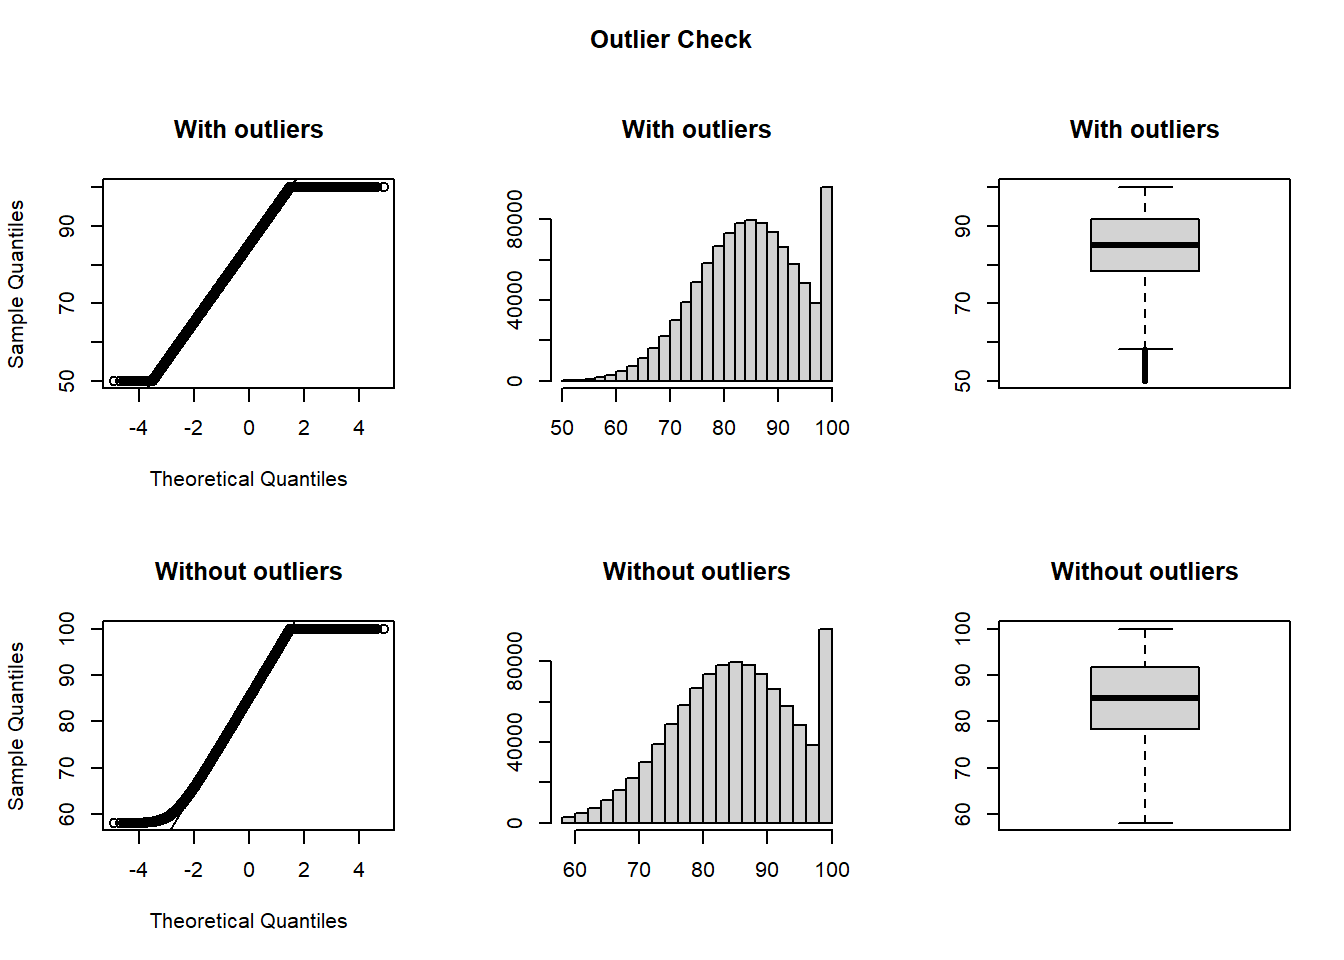 Outlier Check
With outliers
With outliers
With outliers
Sample Quantiles
50 70 90
-4 -2 0 2 4
Theoretical Quantiles
0 40000 80000
50 60 70 80 90 100
50 70 90
Without outliers
Without outliers
Without outliers
Sample Quantiles
60 70 80 90 100
-4 -2 0 2 4
Theoretical Quantiles
0 40000 80000
60 70 80 90 100
60 70 80 90 100